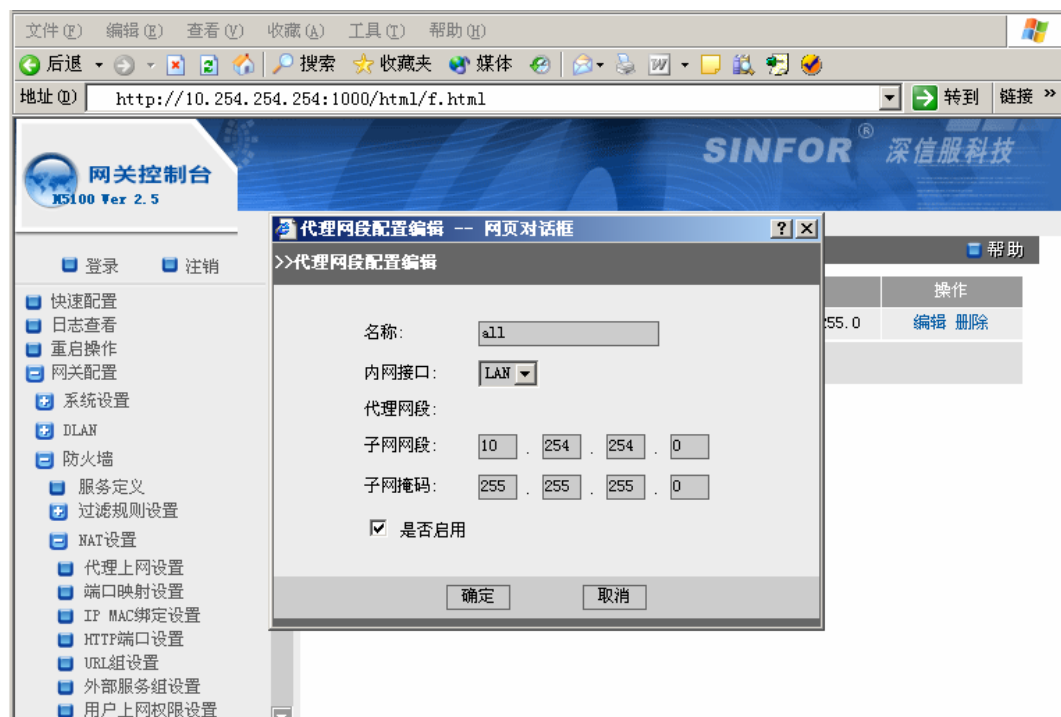 文件(F) 编辑(E) 查看(V) 收藏(A) 工具(T) 帮助(H)
后退 搜索 收藏夹 媒体
地址(D) http://10.254.254.254:1000/html/f.html 转到 链接 »
SINFOR® 深信服科技
网关控制台
M5100 Ver 2.5
代理网段配置编辑 -- 网页对话框
>>代理网段配置编辑
帮助
登录 注销
操作
快速配置
日志查看
255.0 编辑 删除
重启操作
网关配置
系统设置
DLAN
防火墙
服务定义
过滤规则设置
NAT设置
代理上网设置
端口映射设置
IP MAC绑定设置
HTTP端口设置
URL组设置
外部服务组设置
用户上网权限设置
名称: all
内网接口: LAN
代理网段:
子网网段: 10 . 254 . 254 . 0
子网掩码: 255 . 255 . 255 . 0
是否启用
确定 取消